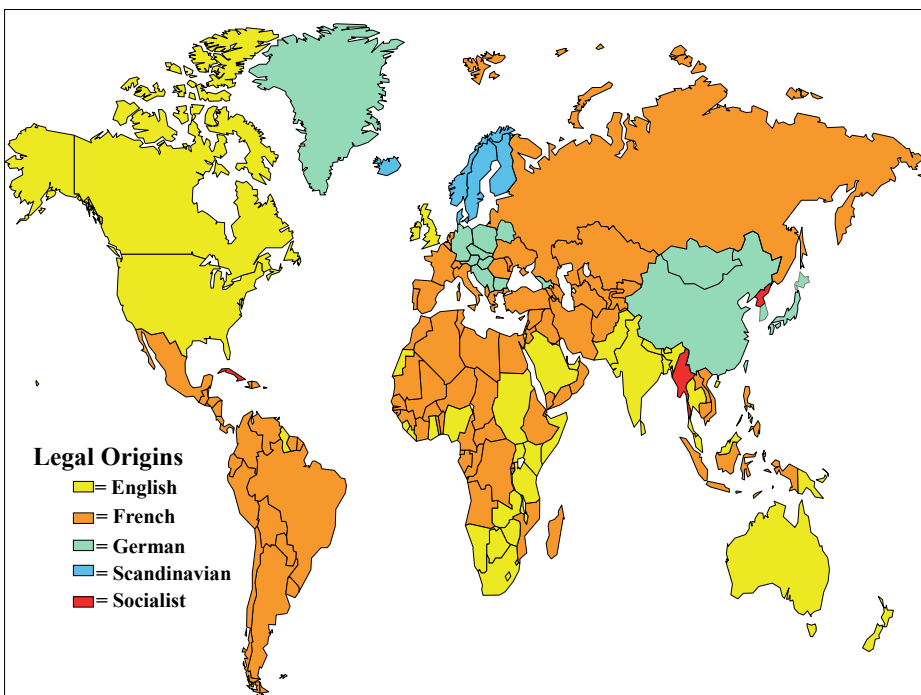 Legal Origins
= English
= French
= German
= Scandinavian
= Socialist